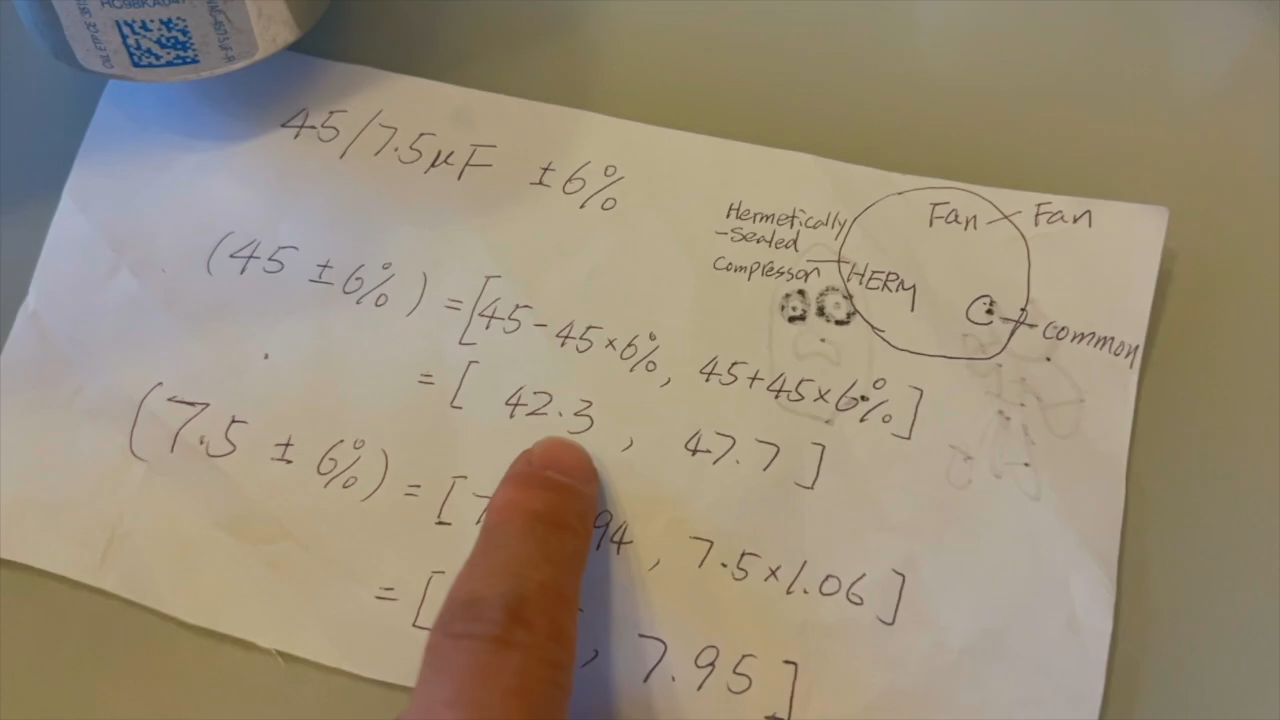 45/7.5μF ±6%
(45 ±6%) = [45-45×6%, 45+45×6%]
= [ 42.3 , 47.7 ]
(7.5 ± 6%) = [ 94 , 7.5×1.06 ]
= [ , 7.95 ]
Hermetically
-Sealed
compressor
HERM
Fan Fan
C common